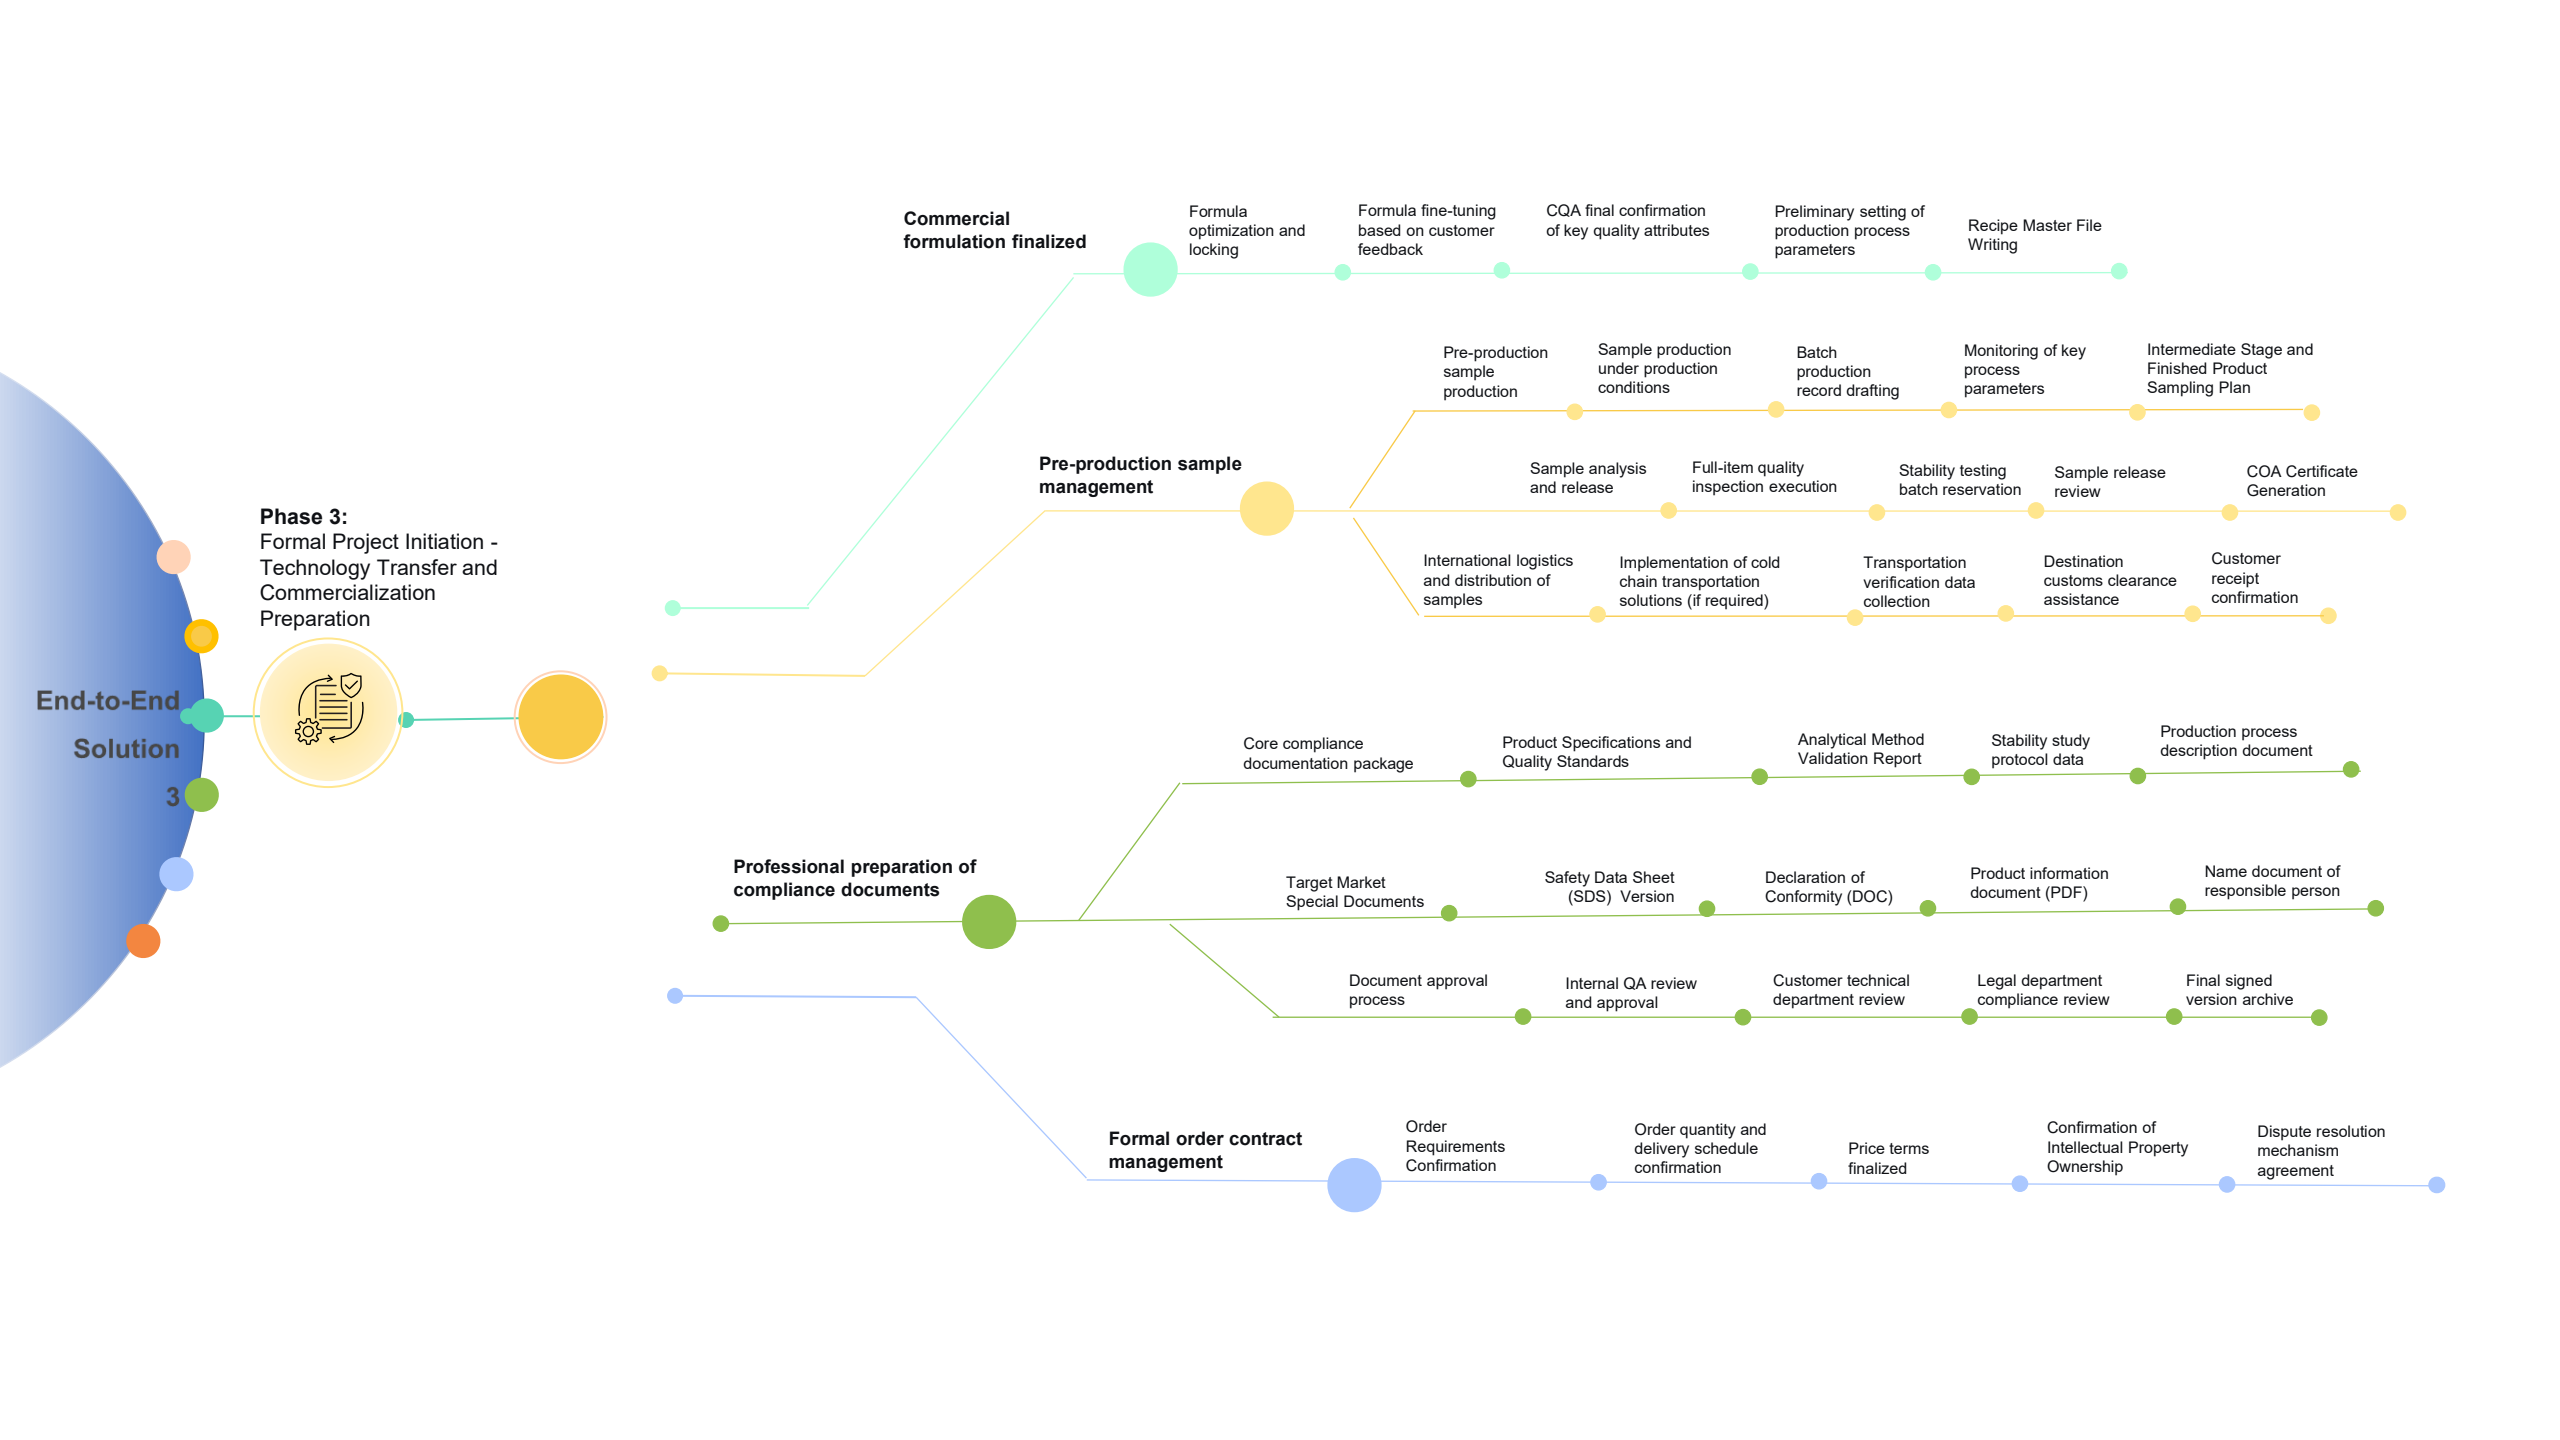 End-to-End
Solution
3
Phase 3:
Formal Project Initiation -
Technology Transfer and
Commercialization
Preparation
Commercial
formulation finalized
Formula
optimization and
locking
Formula fine-tuning
based on customer
feedback
CQA final confirmation
of key quality attributes
Preliminary setting of
production process
parameters
Recipe Master File
Writing
Pre-production sample
management
Pre-production
sample
production
Sample production
under production
conditions
Batch
production
record drafting
Monitoring of key
process
parameters
Intermediate Stage and
Finished Product
Sampling Plan
Sample analysis
and release
Full-item quality
inspection execution
Stability testing
batch reservation
Sample release
review
COA Certificate
Generation
International logistics
and distribution of
samples
Implementation of cold
chain transportation
solutions (if required)
Transportation
verification data
collection
Destination
customs clearance
assistance
Customer
receipt
confirmation
Professional preparation of
compliance documents
Core compliance
documentation package
Product Specifications and
Quality Standards
Analytical Method
Validation Report
Stability study
protocol data
Production process
description document
Target Market
Special Documents
Safety Data Sheet
(SDS)  Version
Declaration of
Conformity (DOC)
Product information
document (PDF)
Name document of
responsible person
Document approval
process
Internal QA review
and approval
Customer technical
department review
Legal department
compliance review
Final signed
version archive
Formal order contract
management
Order
Requirements
Confirmation
Order quantity and
delivery schedule
confirmation
Price terms
finalized
Confirmation of
Intellectual Property
Ownership
Dispute resolution
mechanism
agreement